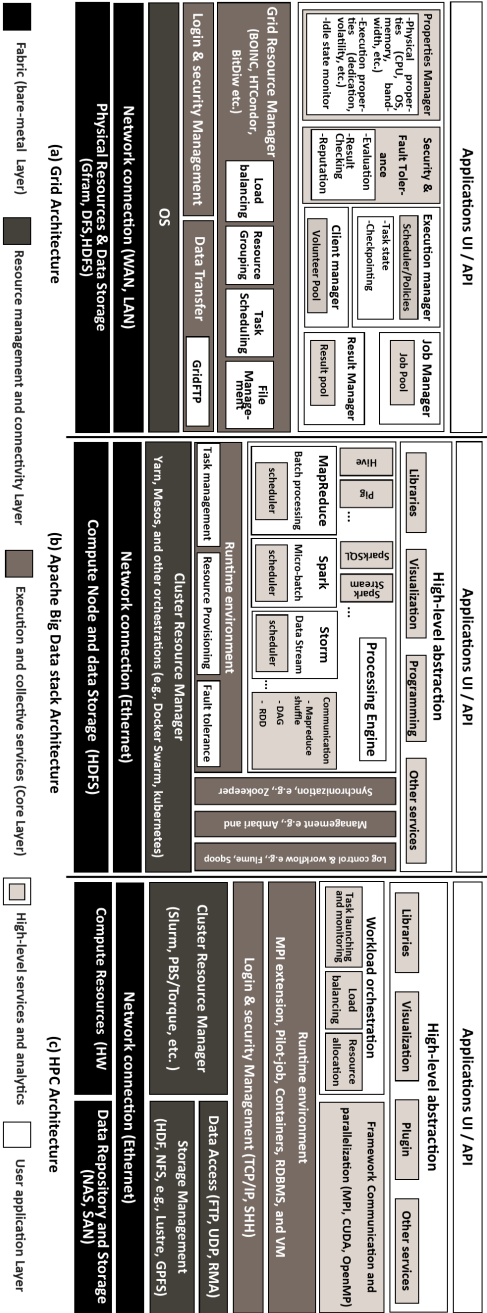 Applications UI / API
Properties Manager
-Physical proper-
ties (CPU, OS,
memory, band-
width, etc.)
-Execution proper-
ties (dedication,
volatility, etc.)
-Idle state monitor
Security &
Fault Toler-
ance
-Evaluation
-Result
Checking
-Reputation
Execution manager
Scheduler/Policies
-Task state
-Checkpointing
Client manager
Volunteer Pool
Job Manager
Job Pool
Result Manager
Result pool
Grid Resource Manager
(BOINC, HTCondor,
BitDiw etc.)
Load
balancing
Resource
Grouping
Task
Scheduling
File
Manage-
ment
Login & security Management
Data Transfer
GridFTP
OS
Network connection (WAN, LAN)
Physical Resources & Data Storage
(Gfram, DFS,HDFS)
(a) Grid Architecture
Applications UI / API
High-level abstraction
Libraries
Visualization
Programming
Other services
Hive
Pig
...
SparkSQL
Spark
Stream
...
Processing Engine
MapReduce
Batch processing
scheduler
Spark
Micro-batch
scheduler
Storm
Data Stream
scheduler
...
Communication
- Mapreduce
shuffle
- DAG
- RDD
Runtime environment
Task management
Resource Provisioning
Fault tolerance
Synchronization, e.g., Zookeeper
Management e.g., Ambari and
Log control & workflow e.g., Flume, Sqoop
Cluster Resource Manager
Yarn, Mesos, and other orchestrations (e.g., Docker Swarm, kubernetes)
Network connection (Ethernet)
Compute Node and data Storage (HDFS)
(b) Apache Big Data stack Architecture
Applications UI / API
High-level abstraction
Libraries
Visualization
Plugin
Other services
Workload orchestration
Task launching
and monitoring
Load
balancing
Resource
allocation
Framework Communication and
parallelization (MPI, CUDA, OpenMP)
Runtime environment
MPI extension, Pilot-job, Containers, RDBMS, and VM
Login & security Management (TCP/IP, SHH)
Cluster Resource Manager
(Slurm, PBS/Torque, etc.)
Data Access (FTP, UDP, RMA)
Storage Management
(HDF, NFS, e.g., Lustre, GPFS)
Network connection (Ethernet)
Compute Resources (HW
Data Repository and Storage
(NAS, SAN)
(c) HPC Architecture
Fabric (bare-metal Layer)
Resource management and connectivity Layer
Execution and collective services (Core Layer)
High-level services and analytics
User application Layer